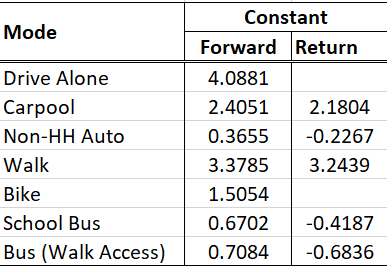 Mode Constant
Forward Return
Drive Alone 4.0881
Carpool 2.4051 2.1804
Non-HH Auto 0.3655 -0.2267
Walk 3.3785 3.2439
Bike 1.5054
School Bus 0.6702 -0.4187
Bus (Walk Access) 0.7084 -0.6836